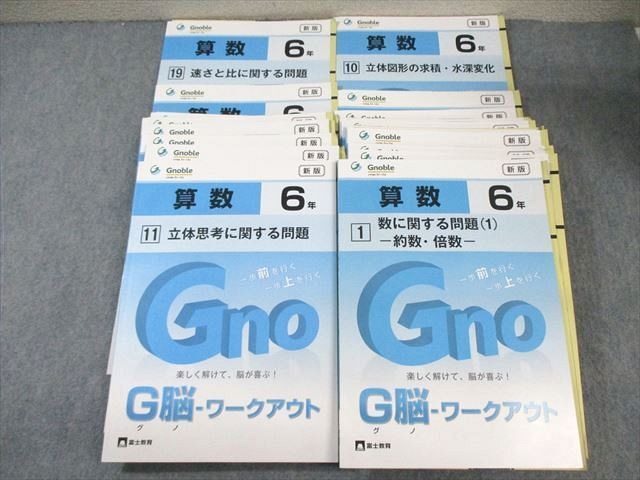 Gnoble
新版
算数 6年
19 速さと比に関する問題
Gnoble
新版
算数 6年
10 立体図形の求積・水深変化
Gnoble
新版
新版
Gnoble
新版
Gnoble
新版
Gnoble
新版
Gnoble
新版
算数 6年
11 立体思考に関する問題
一歩前を行く
一歩上を行く
Gno
楽しく解けて、脳が喜ぶ!
G脳-ワークアウト
グ ノ
富士教育
新版
Gnoble
新版
算数 6年
1 数に関する問題(1)
―約数・倍数―
一歩前を行く
一歩上を行く
Gno
楽しく解けて、脳が喜ぶ!
G脳-ワークアウト
グ ノ
富士教育